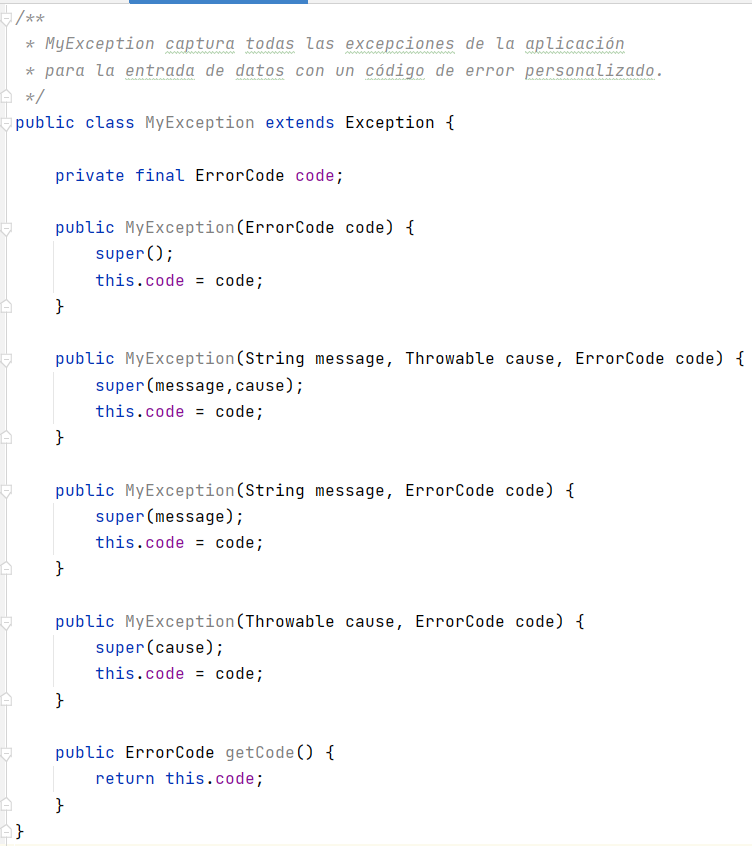 /**
 * MyException captura todas las excepciones de la aplicación
 * para la entrada de datos con un código de error personalizado.
 */
public class MyException extends Exception {
    private final ErrorCode code;
    public MyException(ErrorCode code) {
        super();
        this.code = code;
    }
    public MyException(String message, Throwable cause, ErrorCode code) {
        super(message,cause);
        this.code = code;
    }
    public MyException(String message, ErrorCode code) {
        super(message);
        this.code = code;
    }
    public MyException(Throwable cause, ErrorCode code) {
        super(cause);
        this.code = code;
    }
    public ErrorCode getCode() {
        return this.code;
    }
}